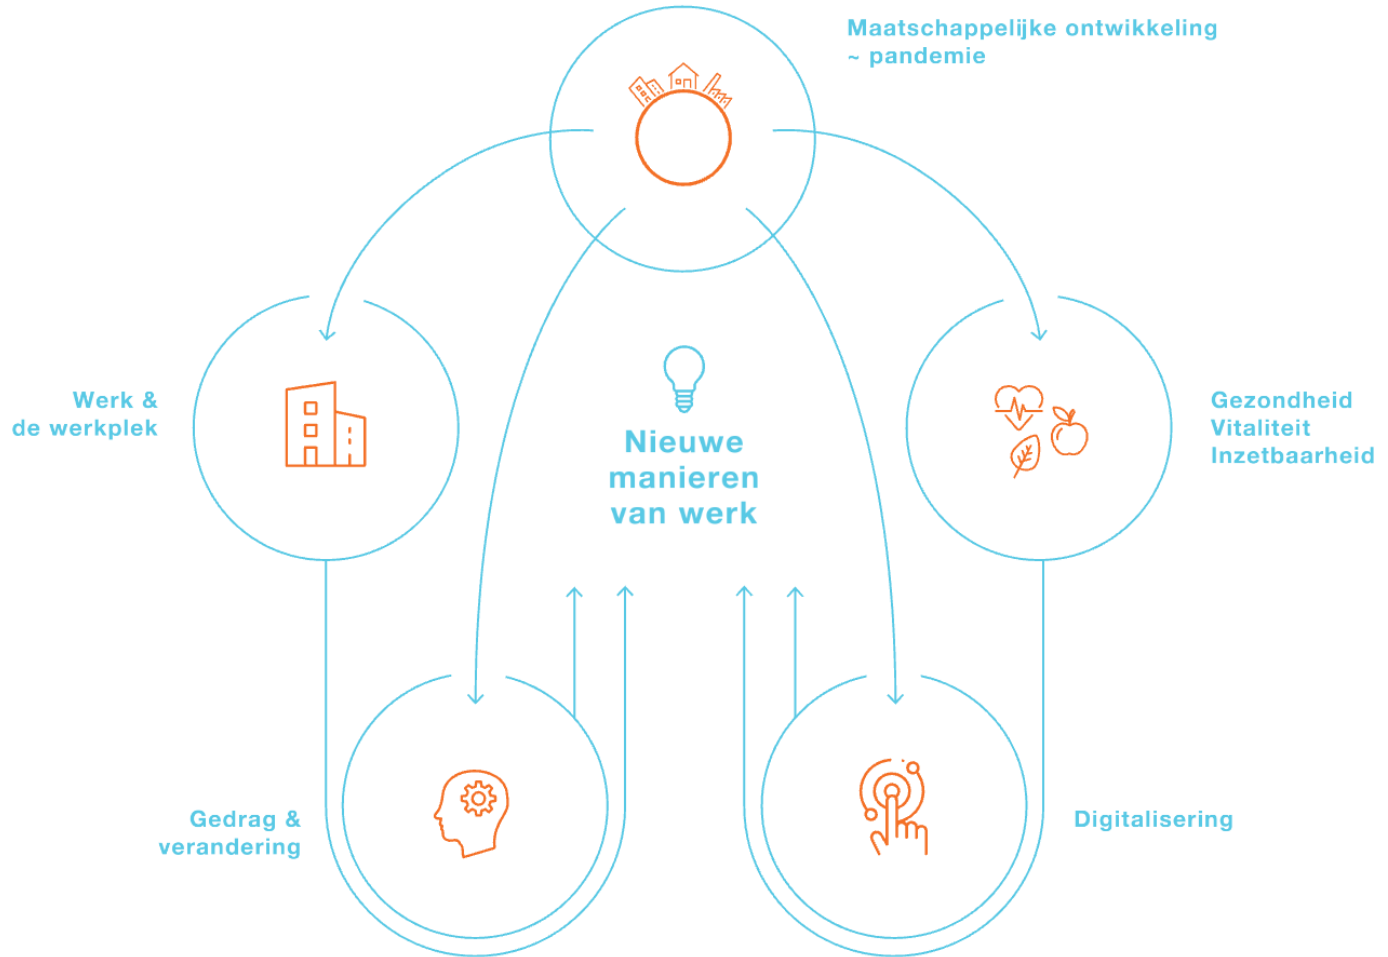 Maatschappelijke ontwikkeling
~ pandemie
Werk &
de werkplek
Nieuwe
manieren
van werk
Gezondheid
Vitaliteit
Inzetbaarheid
Gedrag &
verandering
Digitalisering